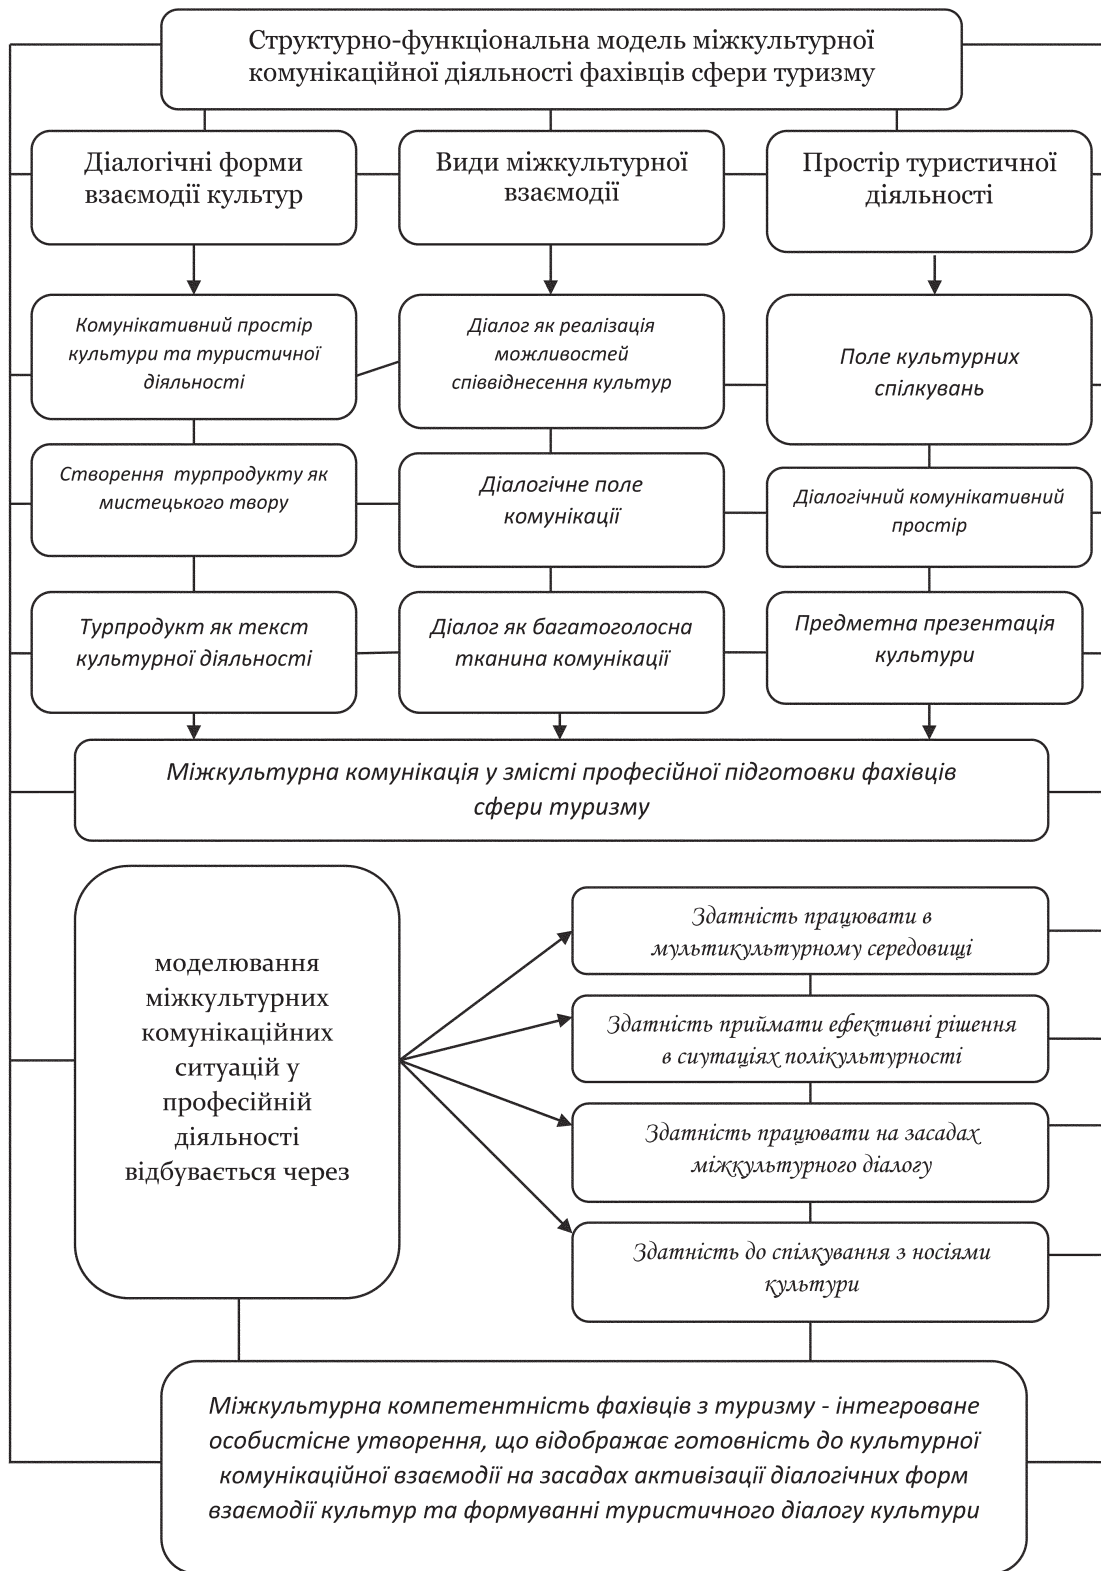 Структурно-функціональна модель міжкультурної
комунікаційної діяльності фахівців сфери туризму
Діалогічні форми
взаємодії культур
Види міжкультурної
взаємодії
Простір туристичної
діяльності
Комунікативний простір
культури та туристичної
діяльності
Діалог як реалізація
можливостей
співвіднесення культур
Поле культурних
спілкувань
Створення турпродукту як
мистецького твору
Діалогічне поле
комунікації
Діалогічний комунікативний
простір
Турпродукт як текст
культурної діяльності
Діалог як багатоголосна
тканина комунікації
Предметна презентація
культури
Міжкультурна комунікація у змісті професійної підготовки фахівців
сфери туризму
моделювання
міжкультурних
комунікаційних
ситуацій у
професійній
діяльності
відбувається через
Здатність працювати в
мультикультурному середовищі
Здатність приймати ефективні рішення
в сиутаціях полікультурності
Здатність працювати на засадах
міжкультурного діалогу
Здатність до спілкування з носіями
культури
Міжкультурна компетентність фахівців з туризму - інтегроване
особистісне утворення, що відображає готовність до культурної
комунікаційної взаємодії на засадах активізації діалогічних форм
взаємодії культур та формуванні туристичного діалогу культури